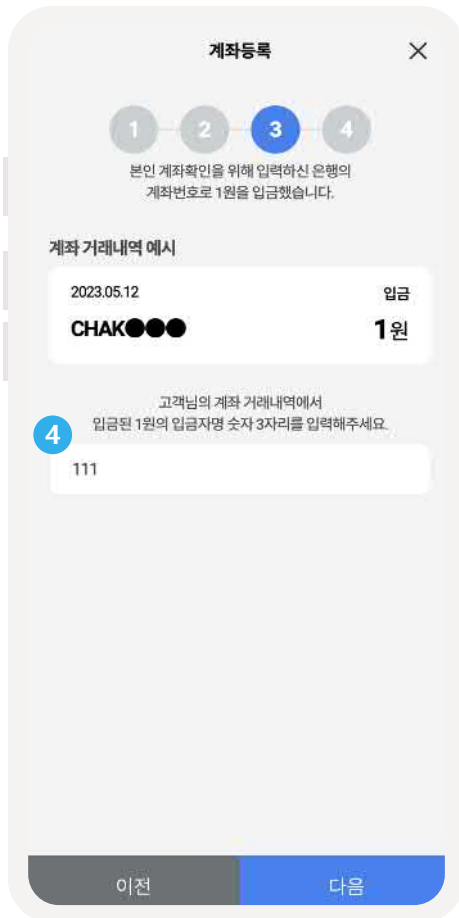 계좌등록
1 2 3 4
본인 계좌확인을 위해 입력하신 은행의
계좌번호로 1원을 입금했습니다.
계좌 거래내역 예시
2023.05.12 입금
CHAK●●● 1원
고객님의 계좌 거래내역에서
4 입금된 1원의 입금자명 숫자 3자리를 입력해주세요.
111
이전 다음